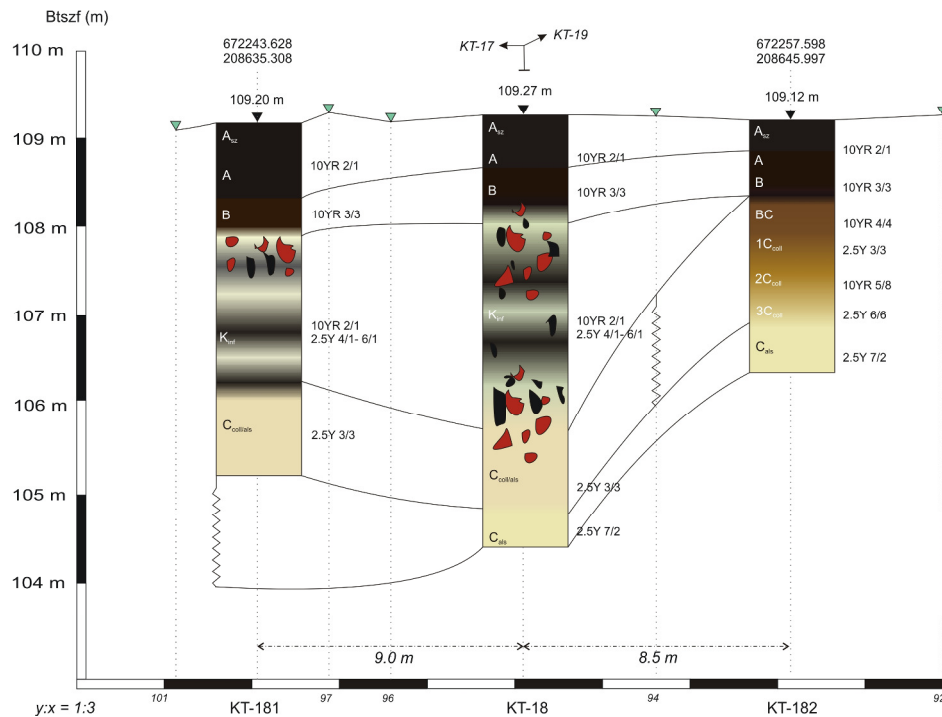 Btszf (m)
110 m
109 m
108 m
107 m
106 m
105 m
104 m
672243.628
208635.308
109.20 m
KT-17
KT-19
109.27 m
672257.598
208645.997
109.12 m
Asz
A
B
Kinf
Ccoll/als
10YR 2/1
10YR 3/3
10YR 2/1
2.5Y 4/1- 6/1
2.5Y 3/3
Asz
A
B
Kinf
Ccoll/als
Cals
10YR 2/1
10YR 3/3
10YR 2/1
2.5Y 4/1- 6/1
2.5Y 3/3
2.5Y 7/2
Asz
A
B
BC
1Ccoll
2Ccoll
3Ccoll
Cals
10YR 2/1
10YR 3/3
10YR 4/4
2.5Y 3/3
10YR 5/8
2.5Y 6/6
2.5Y 7/2
9.0 m
8.5 m
101
97
96
94
92
y:x = 1:3
KT-181
KT-18
KT-182